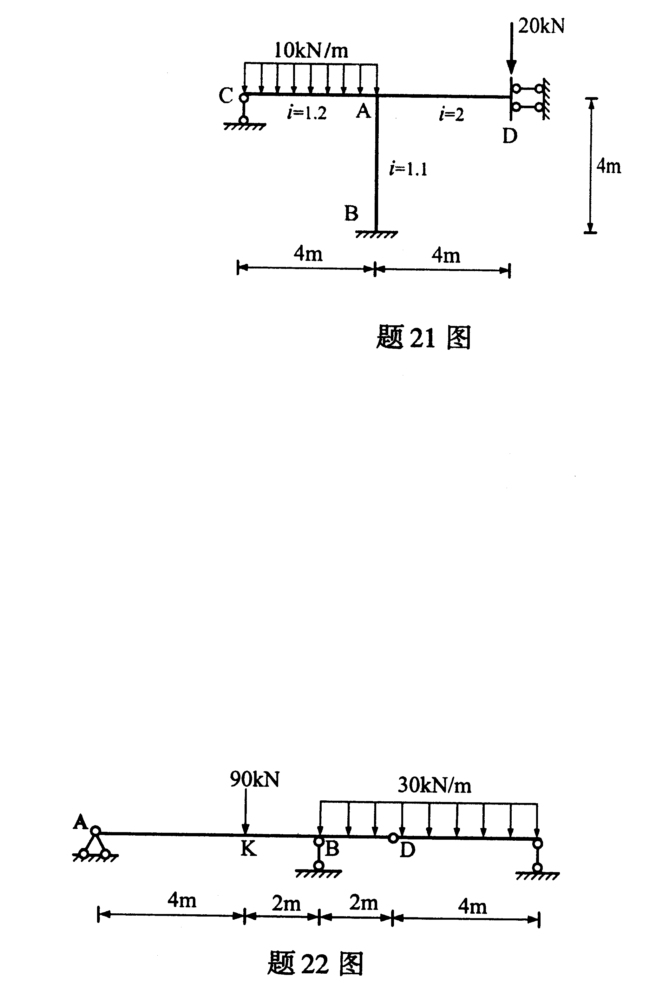 20kN
10kN/m
C
i=1.2
A
i=2
D
i=1.1
4m
B
4m
4m
题 21 图
90kN
30kN/m
A
K
B
D
4m
2m
2m
4m
题 22 图